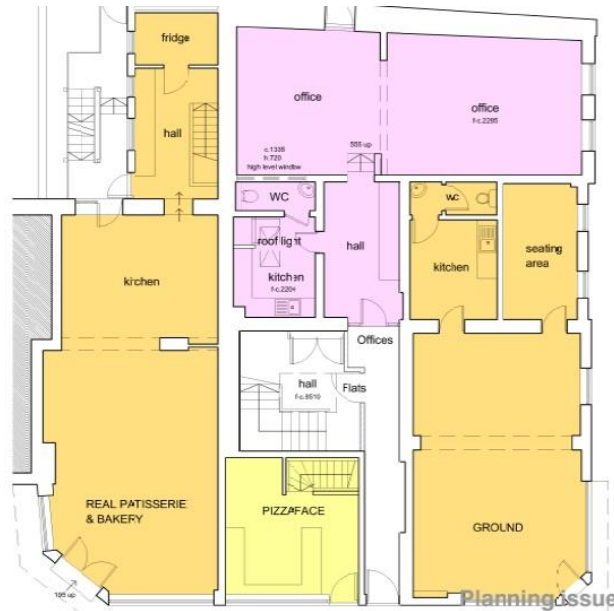 fridge
hall
office
office
f-c.2285
c.1335
h.720
high level window
555 up
WC
roof light
kitchen
f-c.2204
hall
WC
kitchen
seating
area
kitchen
Offices
hall
Flats
REAL PATISSERIE
& BAKERY
PIZZAFACE
GROUND
195 up
Planning issue